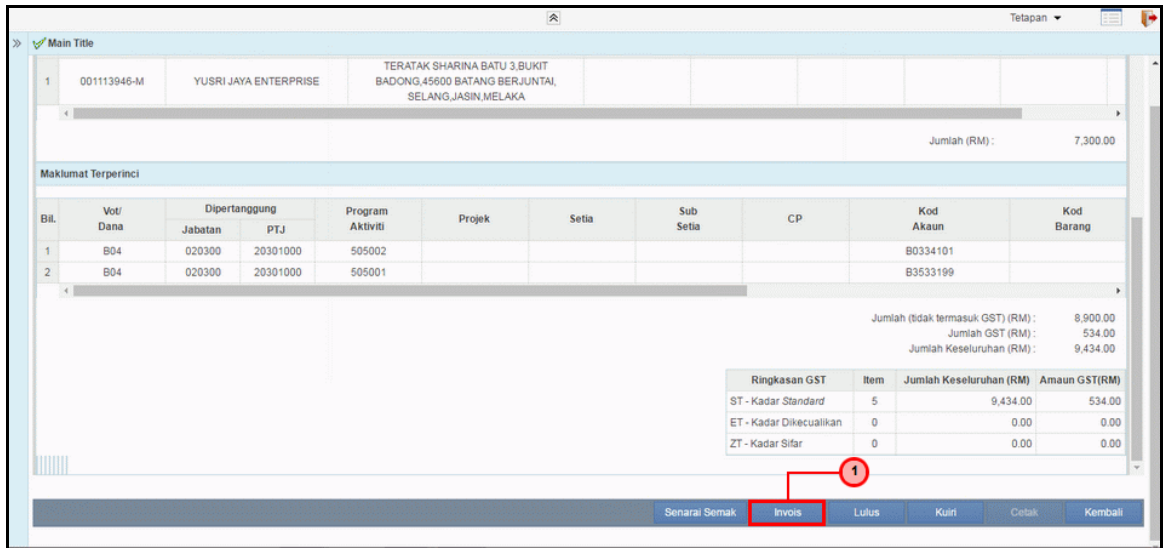 Tetapan
Main Title
1 001113946-M YUSRI JAYA ENTERPRISE TERATAK SHARINA BATU 3,BUKIT
BADONG,45600 BATANG BERJUNTAI,
SELANG,JASIN,MELAKA
Jumlah (RM) : 7,300.00
Maklumat Terperinci
Bil. Vot/ Dana Dipertanggung Program Aktiviti Projek Setia Sub Setia CP Kod Akaun Kod Barang
Jabatan PTJ
1 B04 020300 20301000 505002 B0334101
2 B04 020300 20301000 505001 B3533199
Jumlah (tidak termasuk GST) (RM) : 8,900.00
Jumlah GST (RM) : 534.00
Jumlah Keseluruhan (RM) : 9,434.00
Ringkasan GST Item Jumlah Keseluruhan (RM) Amaun GST(RM)
ST - Kadar Standard 5 9,434.00 534.00
ET - Kadar Dikecualikan 0 0.00 0.00
ZT - Kadar Sifar 0 0.00 0.00
1
Senarai Semak Invois Lulus Kuiri Cetak Kembali